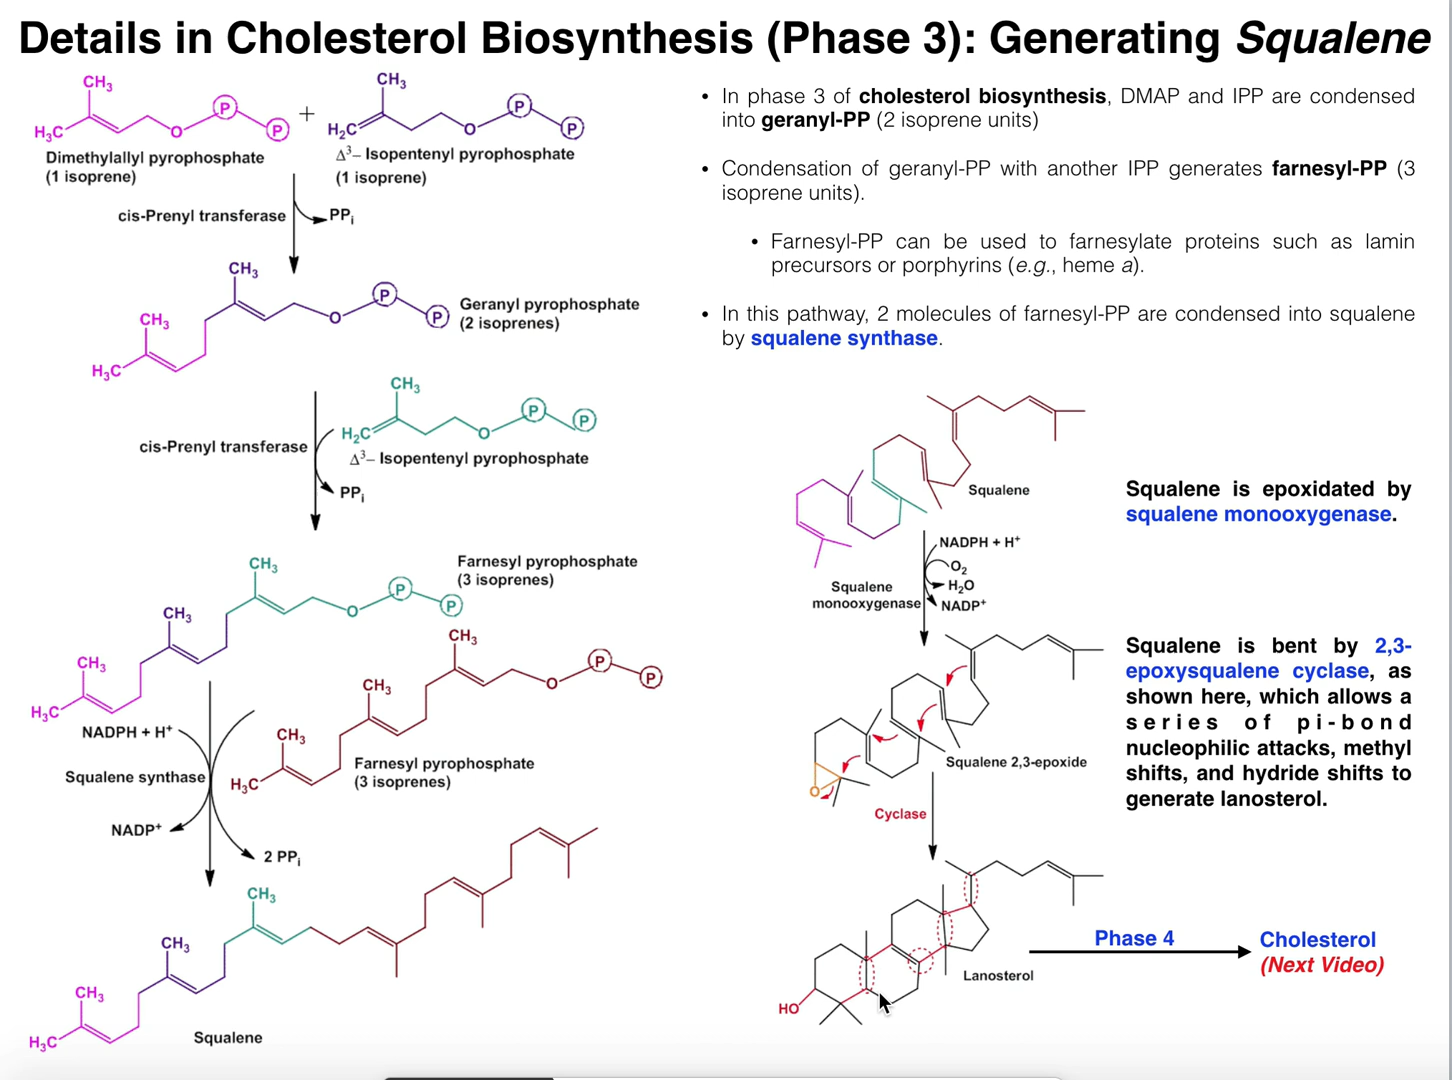 Details in Cholesterol Biosynthesis (Phase 3): Generating Squalene
CH3
H3C
O
P
P
+
CH3
H2C
O
P
P
Dimethylallyl pyrophosphate
(1 isoprene)
Δ3– Isopentenyl pyrophosphate
(1 isoprene)
cis-Prenyl transferase
PPi
CH3
CH3
H3C
O
P
P
Geranyl pyrophosphate
(2 isoprenes)
CH3
H2C
O
P
P
cis-Prenyl transferase
Δ3– Isopentenyl pyrophosphate
PPi
CH3
CH3
CH3
H3C
O
P
P
Farnesyl pyrophosphate
(3 isoprenes)
CH3
CH3
CH3
H3C
O
P
P
Farnesyl pyrophosphate
(3 isoprenes)
NADPH + H+
Squalene synthase
NADP+
2 PPi
CH3
CH3
CH3
H3C
Squalene
• In phase 3 of cholesterol biosynthesis, DMAP and IPP are condensed
into geranyl-PP (2 isoprene units)
• Condensation of geranyl-PP with another IPP generates farnesyl-PP (3
isoprene units).
• Farnesyl-PP can be used to farnesylate proteins such as lamin
precursors or porphyrins (e.g., heme a).
• In this pathway, 2 molecules of farnesyl-PP are condensed into squalene
by squalene synthase.
Squalene
NADPH + H+
O2
H2O
NADP+
Squalene
monooxygenase
Squalene is epoxidated by
squalene monooxygenase.
O
Squalene 2,3-epoxide
Cyclase
Squalene is bent by 2,3-
epoxysqualene cyclase, as
shown here, which allows a
series of pi-bond
nucleophilic attacks, methyl
shifts, and hydride shifts to
generate lanosterol.
HO
Lanosterol
Phase 4
Cholesterol
(Next Video)